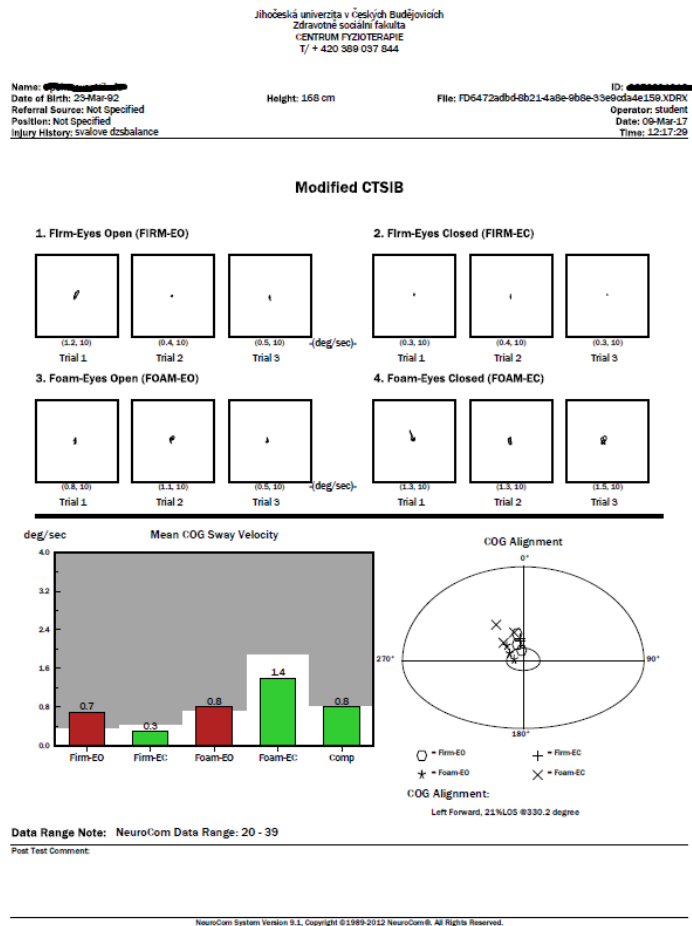 Jihočeská univerzita v Českých Budějovicích
Zdravotně sociální fakulta
CENTRUM FYZIOTERAPIE
T/ + 420 389 037 844
Name:
ID:
Date of Birth: 23-Mar-92
Height: 168 cm
File: FD6472adbd-8b21-4a8e-9b8e-33e9cda4e159.XDRX
Referral Source: Not Specified
Operator: student
Position: Not Specified
Date: 09-Mar-17
Injury History: svalove dzsbalance
Time: 12:17:29
Modified CTSIB
1. Firm-Eyes Open (FIRM-EO)
2. Firm-Eyes Closed (FIRM-EC)
(1.2, 10) (0.4, 10) (0.5, 10) -(deg/sec)- (0.3, 10) (0.4, 10) (0.3, 10)
Trial 1 Trial 2 Trial 3 Trial 1 Trial 2 Trial 3
3. Foam-Eyes Open (FOAM-EO)
4. Foam-Eyes Closed (FOAM-EC)
(0.8, 10) (1.1, 10) (0.5, 10) -(deg/sec)- (1.3, 10) (1.3, 10) (1.5, 10)
Trial 1 Trial 2 Trial 3 Trial 1 Trial 2 Trial 3
deg/sec
Mean COG Sway Velocity
4.0
3.2
2.4
1.6
0.8
0.0
0.7 0.3 0.8 1.4 0.8
Firm-EO Firm-EC Foam-EO Foam-EC Comp
COG Alignment
0°
270° 90°
180°
= Firm-EO = Firm-EC
= Foam-EO = Foam-EC
COG Alignment:
Left Forward, 21%LOS @330.2 degree
Data Range Note: NeuroCom Data Range: 20 - 39
Post Test Comment:
NeuroCom System Version 9.1, Copyright ©1989-2012 NeuroCom®. All Rights Reserved.